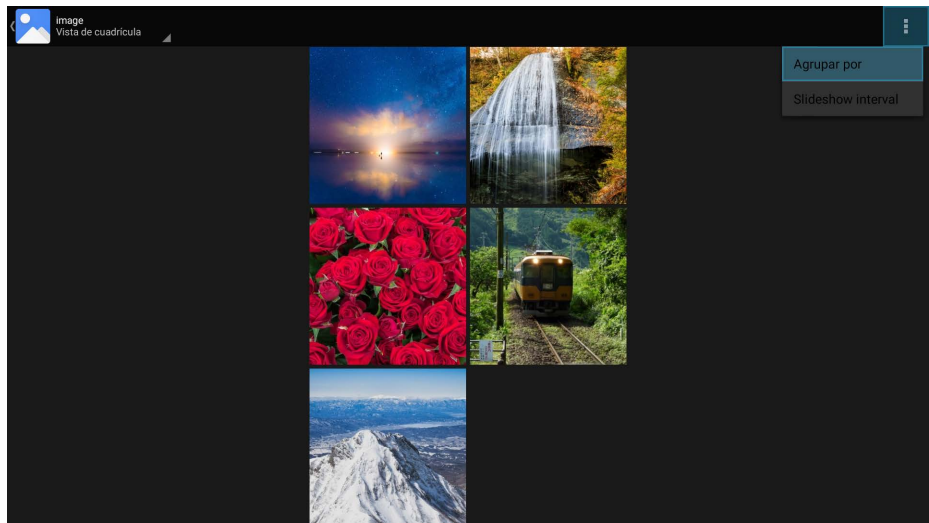 image
Vista de cuadrícula
Agrupar por
Slideshow interval